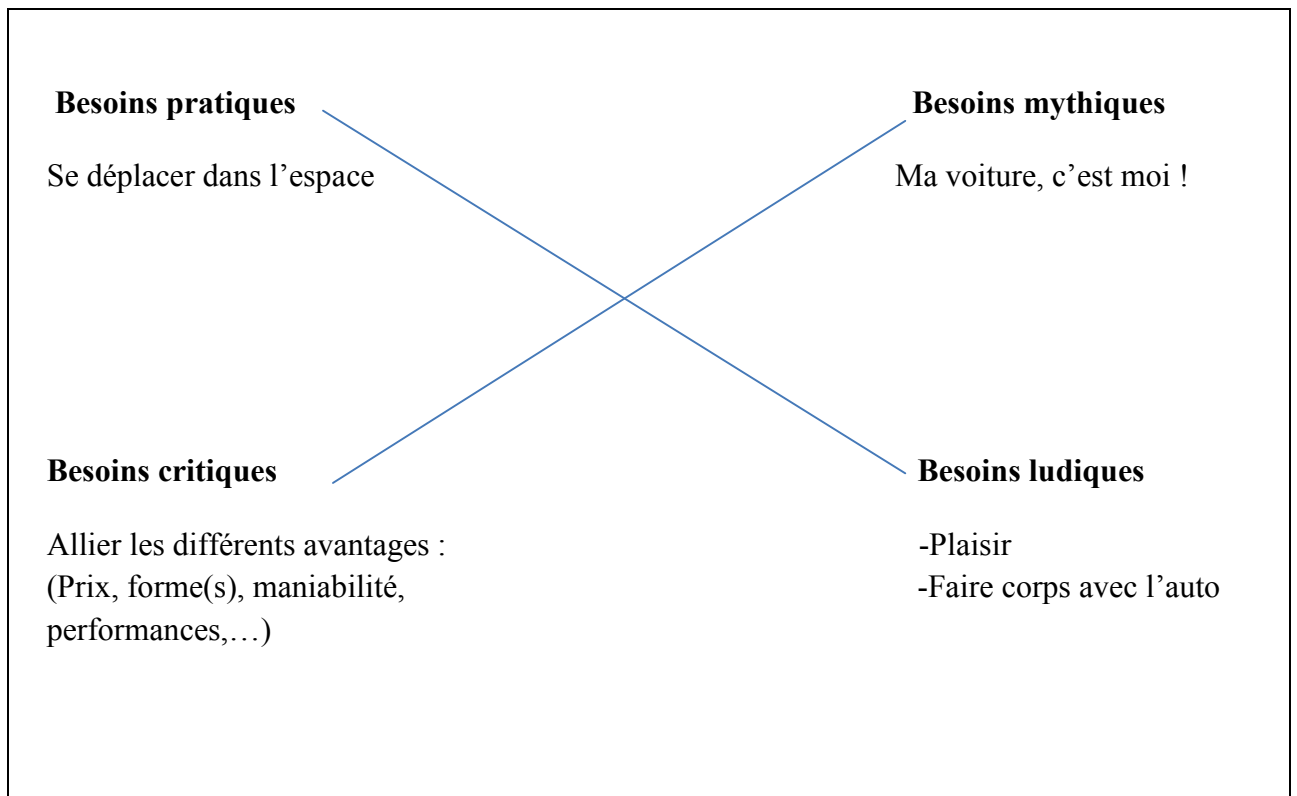 Besoins pratiques
Besoins mythiques
Se déplacer dans l’espace
Ma voiture, c’est moi !
Besoins critiques
Besoins ludiques
Allier les différents avantages :
(Prix, forme(s), maniabilité,
performances,…)
-Plaisir
-Faire corps avec l’auto